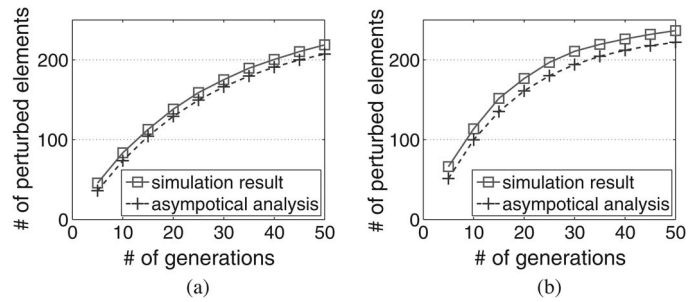 # of perturbed elements
200
100
0
0 10 20 30 40 50
simulation result
asympotical analysis
# of generations
(a)
# of perturbed elements
200
100
0
0 10 20 30 40 50
simulation result
asympotical analysis
# of generations
(b)